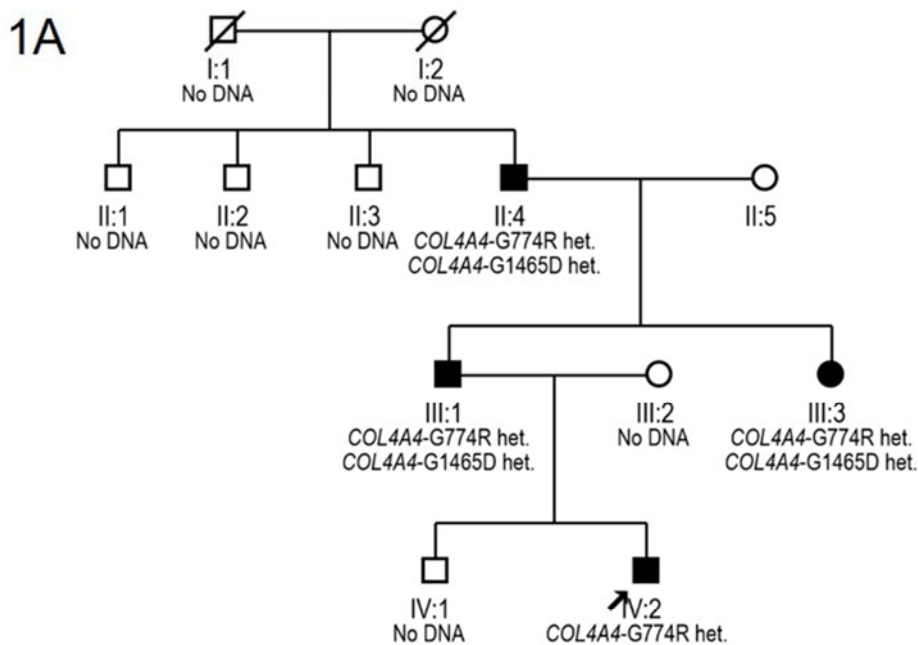 1A
I:1
No DNA
I:2
No DNA
II:1
No DNA
II:2
No DNA
II:3
No DNA
II:4
COL4A4-G774R het.
COL4A4-G1465D het.
II:5
III:1
COL4A4-G774R het.
COL4A4-G1465D het.
III:2
No DNA
III:3
COL4A4-G774R het.
COL4A4-G1465D het.
IV:1
No DNA
IV:2
COL4A4-G774R het.